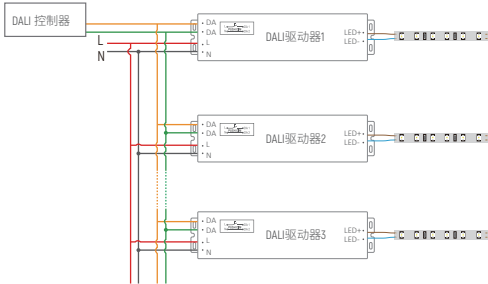 DALI 控制器
L
N
DA
DA
L
N
DALI驱动器1
LED+
LED-
DA
DA
L
N
DALI驱动器2
LED+
LED-
DA
DA
L
N
DALI驱动器3
LED+
LED-